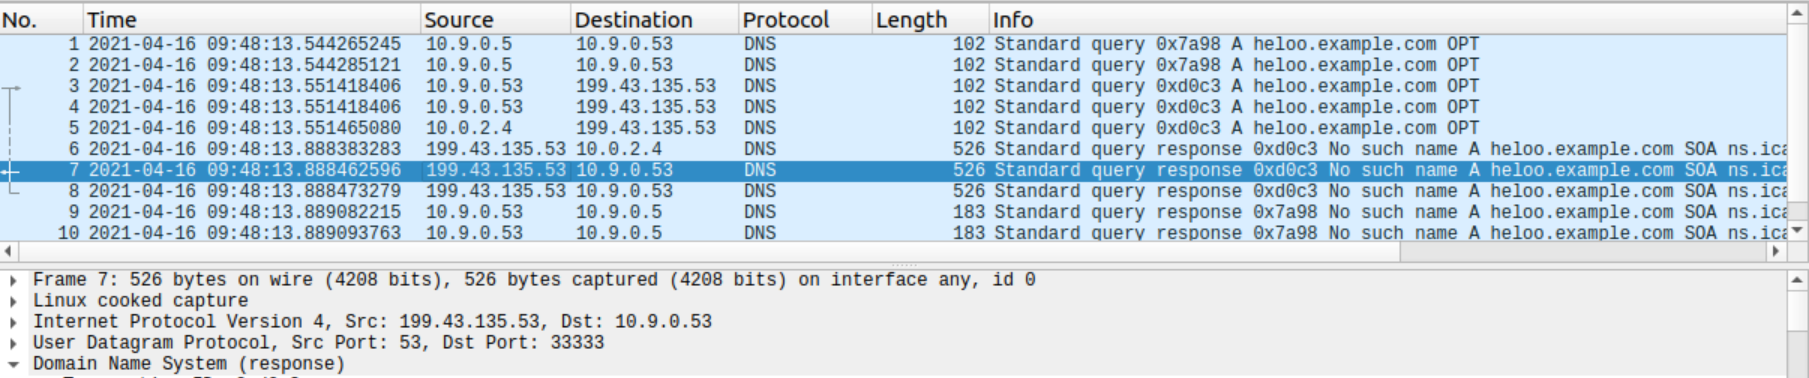 No. Time Source Destination Protocol Length Info
1 2021-04-16 09:48:13.544265245 10.9.0.5 10.9.0.53 DNS 102 Standard query 0x7a98 A heloo.example.com OPT
2 2021-04-16 09:48:13.544285121 10.9.0.5 10.9.0.53 DNS 102 Standard query 0x7a98 A heloo.example.com OPT
3 2021-04-16 09:48:13.551418406 10.9.0.53 199.43.135.53 DNS 102 Standard query 0xd0c3 A heloo.example.com OPT
4 2021-04-16 09:48:13.551418406 10.9.0.53 199.43.135.53 DNS 102 Standard query 0xd0c3 A heloo.example.com OPT
5 2021-04-16 09:48:13.551465080 10.0.2.4 199.43.135.53 DNS 102 Standard query 0xd0c3 A heloo.example.com OPT
6 2021-04-16 09:48:13.888383283 199.43.135.53 10.0.2.4 DNS 526 Standard query response 0xd0c3 No such name A heloo.example.com SOA ns.ica
7 2021-04-16 09:48:13.888462596 199.43.135.53 10.9.0.53 DNS 526 Standard query response 0xd0c3 No such name A heloo.example.com SOA ns.ica
8 2021-04-16 09:48:13.888473279 199.43.135.53 10.9.0.53 DNS 526 Standard query response 0xd0c3 No such name A heloo.example.com SOA ns.ica
9 2021-04-16 09:48:13.889082215 10.9.0.53 10.9.0.5 DNS 183 Standard query response 0x7a98 No such name A heloo.example.com SOA ns.ica
10 2021-04-16 09:48:13.889093763 10.9.0.53 10.9.0.5 DNS 183 Standard query response 0x7a98 No such name A heloo.example.com SOA ns.ica
Frame 7: 526 bytes on wire (4208 bits), 526 bytes captured (4208 bits) on interface any, id 0
Linux cooked capture
Internet Protocol Version 4, Src: 199.43.135.53, Dst: 10.9.0.53
User Datagram Protocol, Src Port: 53, Dst Port: 33333
Domain Name System (response)